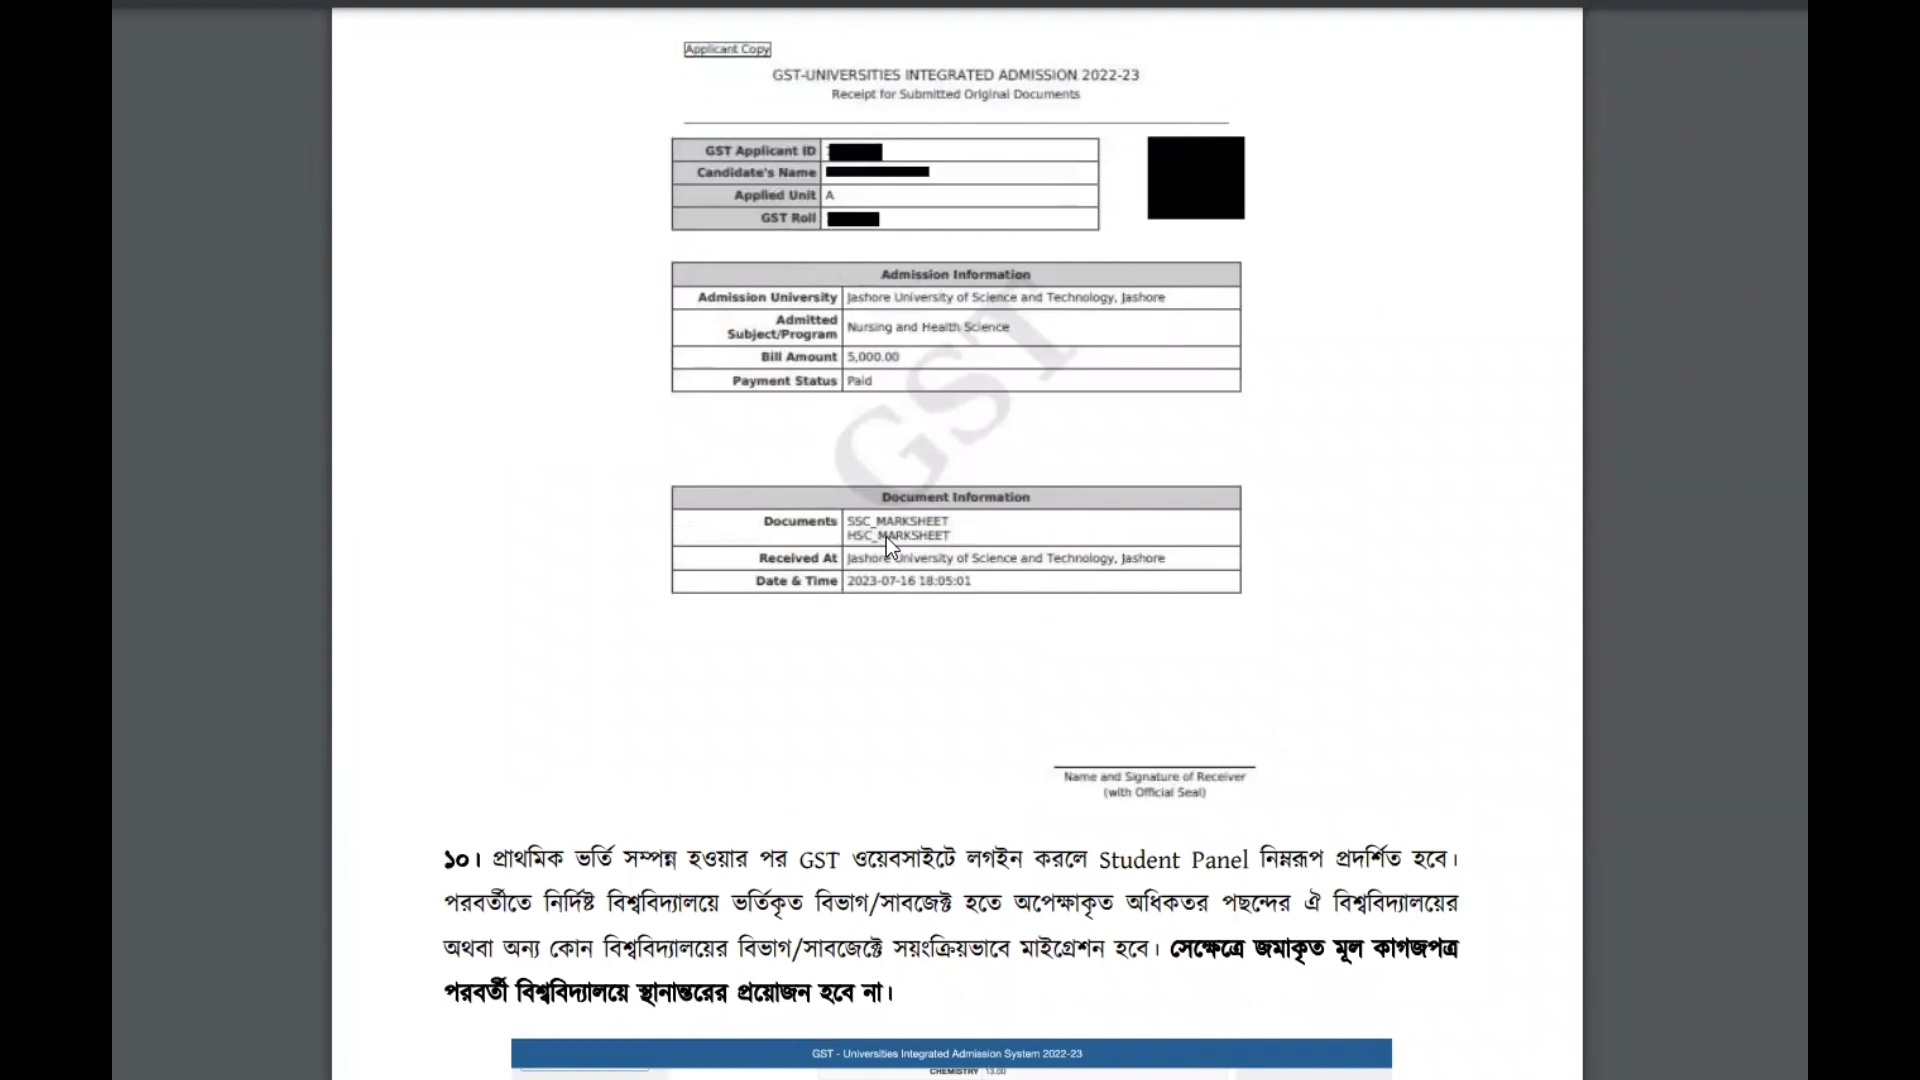 Applicant Copy
GST-UNIVERSITIES INTEGRATED ADMISSION 2022-23
Receipt for Submitted Original Documents
GST Applicant ID
Candidate's Name
Applied Unit A
GST Roll
Admission Information
Admission University Jashore University of Science and Technology, Jashore
Admitted
Subject/Program Nursing and Health Science
Bill Amount 5,000.00
Payment Status Paid
GST
Document Information
Documents SSC_MARKSHEET
HSC_MARKSHEET
Received At Jashore University of Science and Technology, Jashore
Date & Time 2023-07-16 18:05:01
Name and Signature of Receiver
(with Official Seal)
১০। প্রাথমিক ভর্তি সম্পন্ন হওয়ার পর GST ওয়েবসাইটে লগইন করলে Student Panel নিম্নরূপ প্রদর্শিত হবে।
পরবর্তীতে নির্দিষ্ট বিশ্ববিদ্যালয়ে ভর্তিকৃত বিভাগ/সাবজেক্ট হতে অপেক্ষাকৃত অধিকতর পছন্দের ঐ বিশ্ববিদ্যালয়ের
অথবা অন্য কোন বিশ্ববিদ্যালয়ের বিভাগ/সাবজেক্টে সয়ংক্রিয়ভাবে মাইগ্রেশন হবে। সেক্ষেত্রে জমাকৃত মূল কাগজপত্র
পরবর্তী বিশ্ববিদ্যালয়ে স্থানান্তরের প্রয়োজন হবে না।
GST - Universities Integrated Admission System 2022-23
CHEMISTRY 13.00